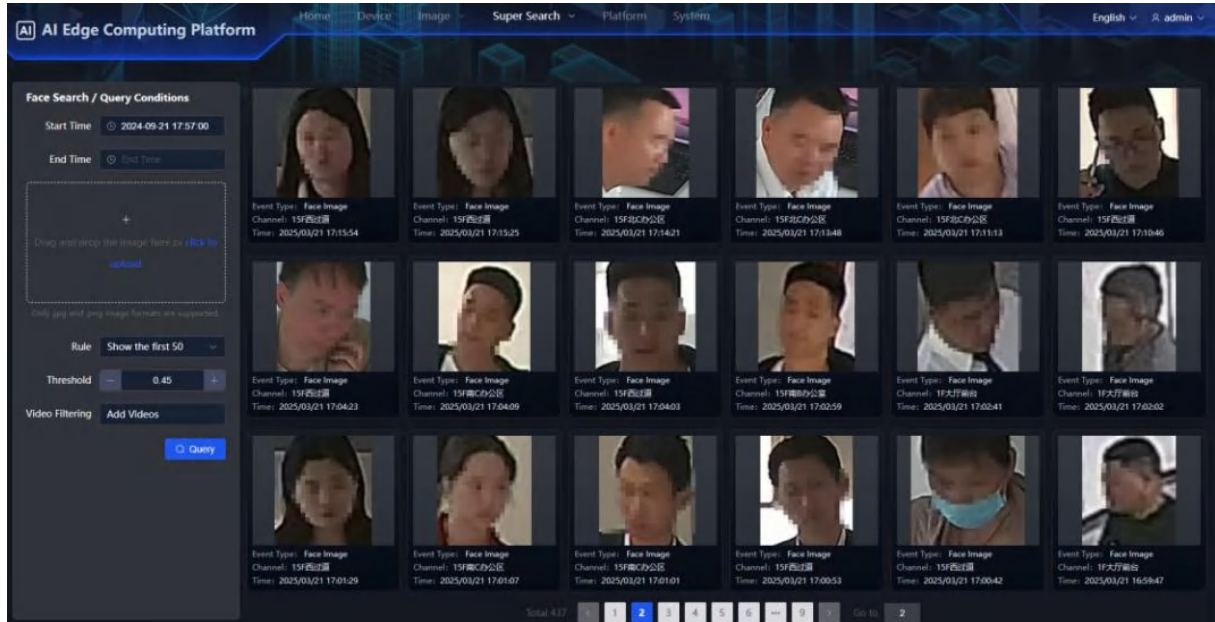 AI AI Edge Computing Platform
Home Device Image Super Search Platform System
English admin
Face Search / Query Conditions
Start Time 2024-09-21 17:57:00
End Time End Time
Drag and drop the image here or click to
upload
Only jpg and png image formats are supported
Rule Show the first 50
Threshold − 0.45 +
Video Filtering Add Videos
Query
Event Type: Face Image
Channel: 15F西过道
Time: 2025/03/21 17:15:54
Event Type: Face Image
Channel: 15F西过道
Time: 2025/03/21 17:15:25
Event Type: Face Image
Channel: 15F北C办公区
Time: 2025/03/21 17:14:21
Event Type: Face Image
Channel: 15F北C办公区
Time: 2025/03/21 17:13:48
Event Type: Face Image
Channel: 15F北C办公区
Time: 2025/03/21 17:11:13
Event Type: Face Image
Channel: 15F西过道
Time: 2025/03/21 17:10:46
Event Type: Face Image
Channel: 15F西过道
Time: 2025/03/21 17:04:23
Event Type: Face Image
Channel: 15F南C办公区
Time: 2025/03/21 17:04:09
Event Type: Face Image
Channel: 15F西过道
Time: 2025/03/21 17:04:03
Event Type: Face Image
Channel: 15F南B办公室
Time: 2025/03/21 17:02:59
Event Type: Face Image
Channel: 1F大厅前台
Time: 2025/03/21 17:02:41
Event Type: Face Image
Channel: 1F大厅前台
Time: 2025/03/21 17:02:02
Event Type: Face Image
Channel: 15F西过道
Time: 2025/03/21 17:01:29
Event Type: Face Image
Channel: 15F南C办公区
Time: 2025/03/21 17:01:07
Event Type: Face Image
Channel: 15F南C办公区
Time: 2025/03/21 17:01:01
Event Type: Face Image
Channel: 15F西过道
Time: 2025/03/21 17:00:53
Event Type: Face Image
Channel: 15F西过道
Time: 2025/03/21 17:00:42
Event Type: Face Image
Channel: 1F大厅前台
Time: 2025/03/21 16:59:47
Total 437 < 1 2 3 4 5 6 ... 9 > Go to 2